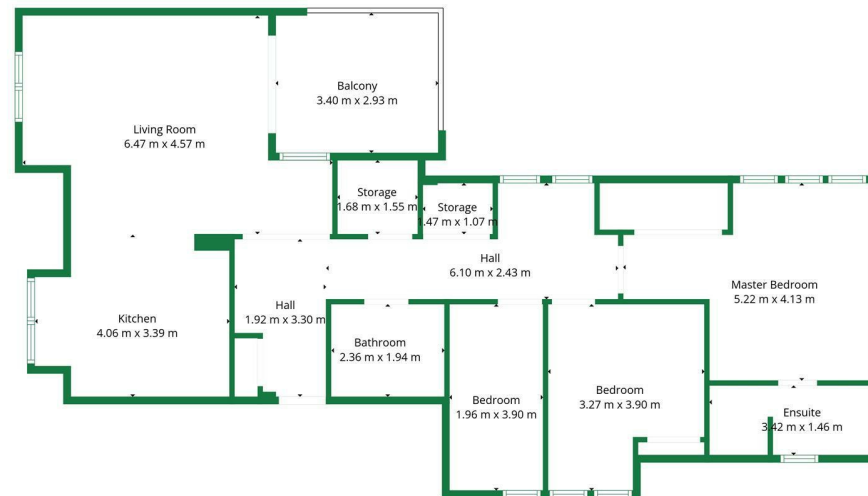 Balcony
3.40 m x 2.93 m
Living Room
6.47 m x 4.57 m
Storage
1.68 m x 1.55 m
Storage
1.47 m x 1.07 m
Hall
6.10 m x 2.43 m
Master Bedroom
5.22 m x 4.13 m
Hall
1.92 m x 3.30 m
Kitchen
4.06 m x 3.39 m
Bathroom
2.36 m x 1.94 m
Bedroom
1.96 m x 3.90 m
Bedroom
3.27 m x 3.90 m
Ensuite
3.42 m x 1.46 m